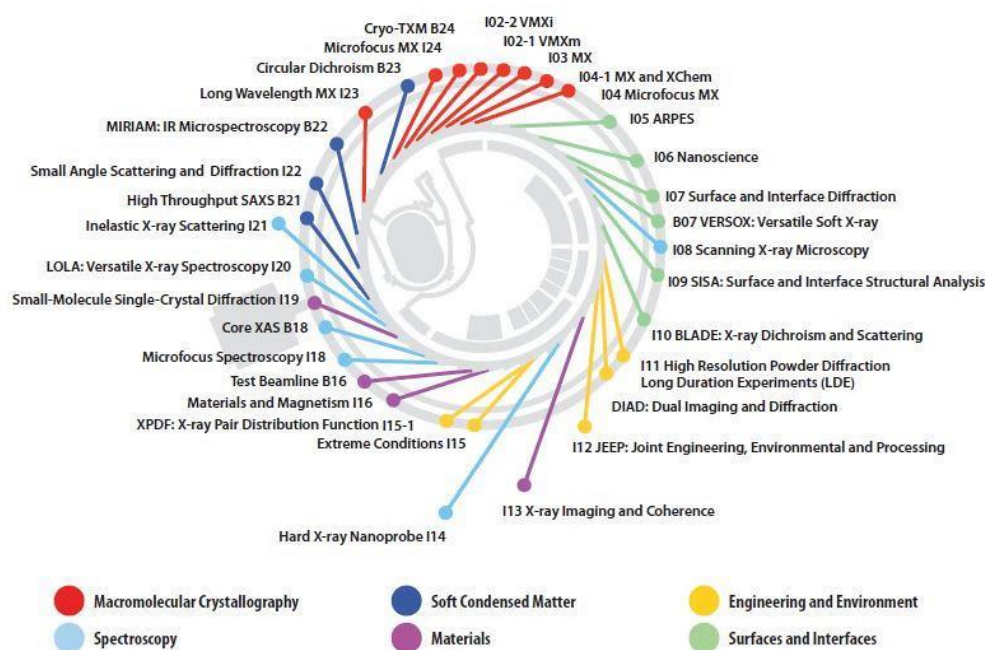 Cryo-TXM B24
Microfocus MX I24
Circular Dichroism B23
Long Wavelength MX I23
MIRIAM: IR Microspectroscopy B22
Small Angle Scattering and Diffraction I22
High Throughput SAXS B21
Inelastic X-ray Scattering I21
LOLA: Versatile X-ray Spectroscopy I20
Small-Molecule Single-Crystal Diffraction I19
Core XAS B18
Microfocus Spectroscopy I18
Test Beamline B16
Materials and Magnetism I16
XPDF: X-ray Pair Distribution Function I15-1
Extreme Conditions I15
Hard X-ray Nanoprobe I14
I02-2 VMXi
I02-1 VMXm
I03 MX
I04-1 MX and XChem
I04 Microfocus MX
I05 ARPES
I06 Nanoscience
I07 Surface and Interface Diffraction
B07 VERSOX: Versatile Soft X-ray
I08 Scanning X-ray Microscopy
I09 SISA: Surface and Interface Structural Analysis
I10 BLADE: X-ray Dichroism and Scattering
I11 High Resolution Powder Diffraction
Long Duration Experiments (LDE)
DIAD: Dual Imaging and Diffraction
I12 JEEP: Joint Engineering, Environmental and Processing
I13 X-ray Imaging and Coherence
Macromolecular Crystallography
Soft Condensed Matter
Engineering and Environment
Spectroscopy
Materials
Surfaces and Interfaces